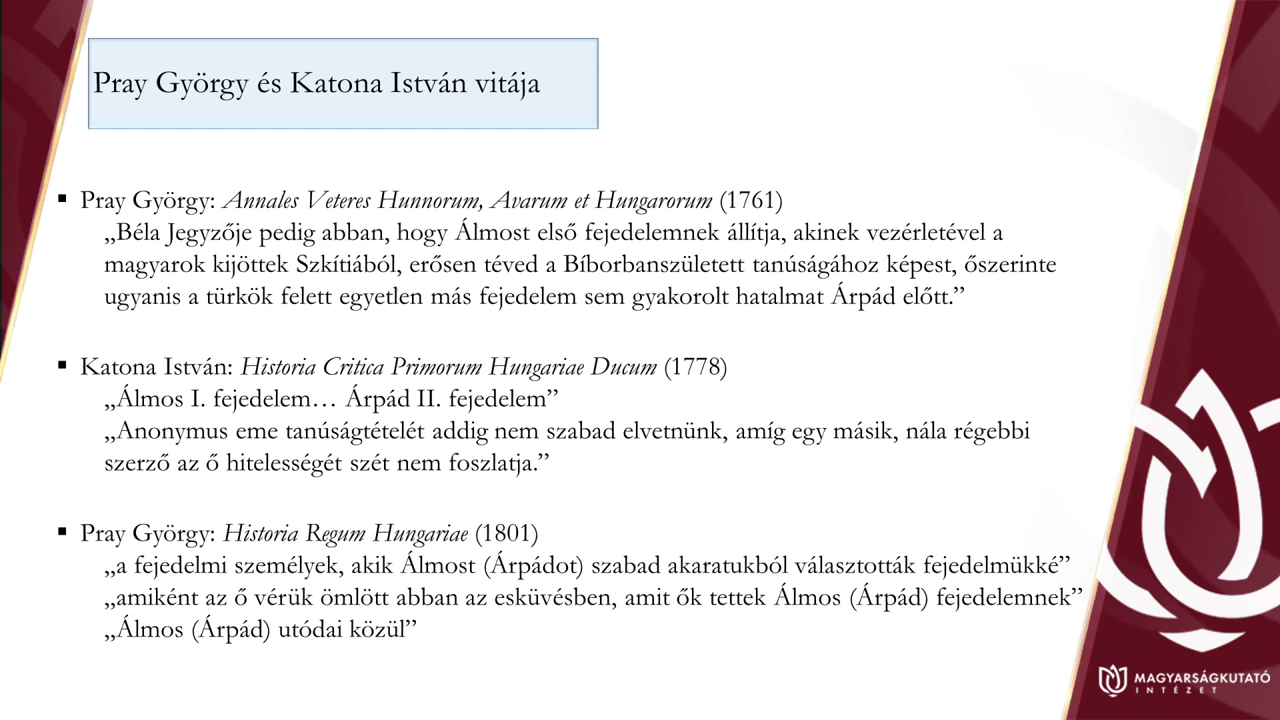 Pray György és Katona István vitája
▪ Pray György: Annales Veteres Hunnorum, Avarum et Hungarorum (1761)
„Béla Jegyzője pedig abban, hogy Álmost első fejedelemnek állítja, akinek vezérletével a
magyarok kijöttek Szkítiából, erősen téved a Bíborbanszületett tanúságához képest, őszerinte
ugyanis a türkök felett egyetlen más fejedelem sem gyakorolt hatalmat Árpád előtt.”
▪ Katona István: Historia Critica Primorum Hungariae Ducum (1778)
„Álmos I. fejedelem… Árpád II. fejedelem”
„Anonymus eme tanúságtételét addig nem szabad elvetnünk, amíg egy másik, nála régebbi
szerző az ő hitelességét szét nem foszlatja.”
▪ Pray György: Historia Regum Hungariae (1801)
„a fejedelmi személyek, akik Álmost (Árpádot) szabad akaratukból választották fejedelmükké”
„amiként az ő vérük ömlött abban az esküvésben, amit ők tettek Álmos (Árpád) fejedelemnek”
„Álmos (Árpád) utódai közül”
MAGYARSÁGKUTATÓ
INTÉZET